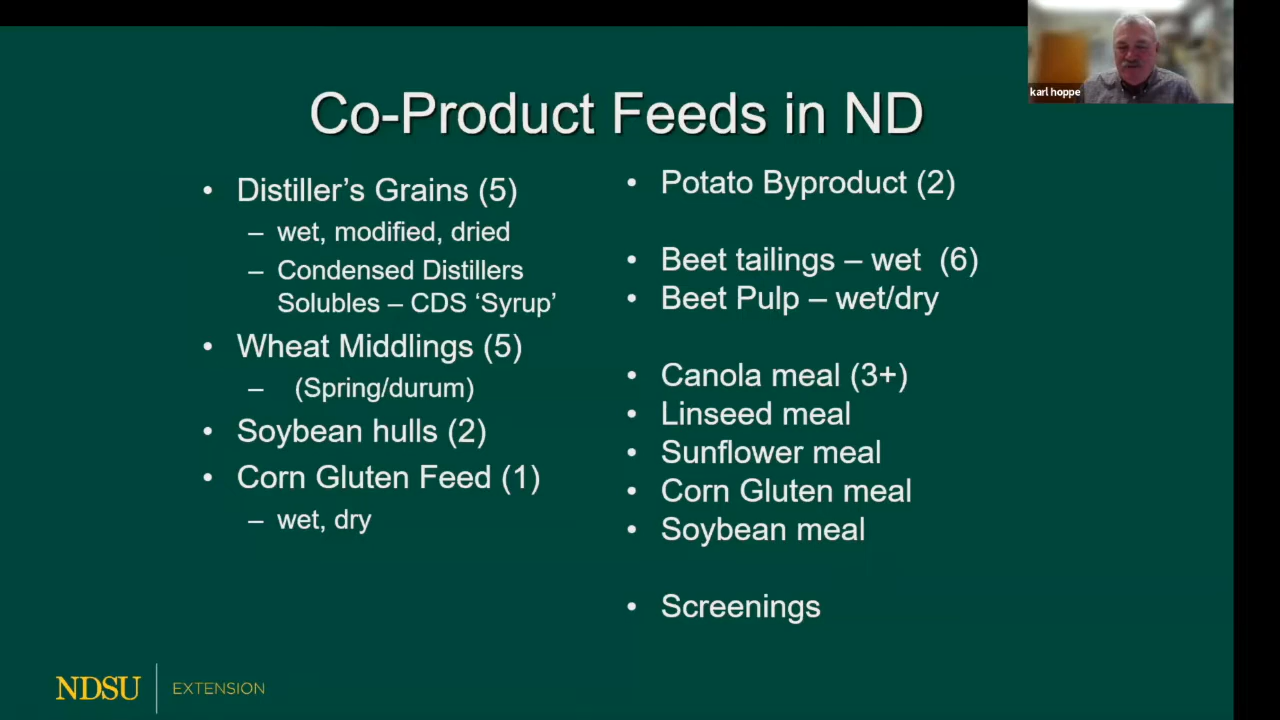 karl hoppe
Co-Product Feeds in ND
• Distiller’s Grains (5)
– wet, modified, dried
– Condensed Distillers
Solubles – CDS ‘Syrup’
• Wheat Middlings (5)
– (Spring/durum)
• Soybean hulls (2)
• Corn Gluten Feed (1)
– wet, dry
• Potato Byproduct (2)
• Beet tailings – wet (6)
• Beet Pulp – wet/dry
• Canola meal (3+)
• Linseed meal
• Sunflower meal
• Corn Gluten meal
• Soybean meal
• Screenings
NDSU EXTENSION